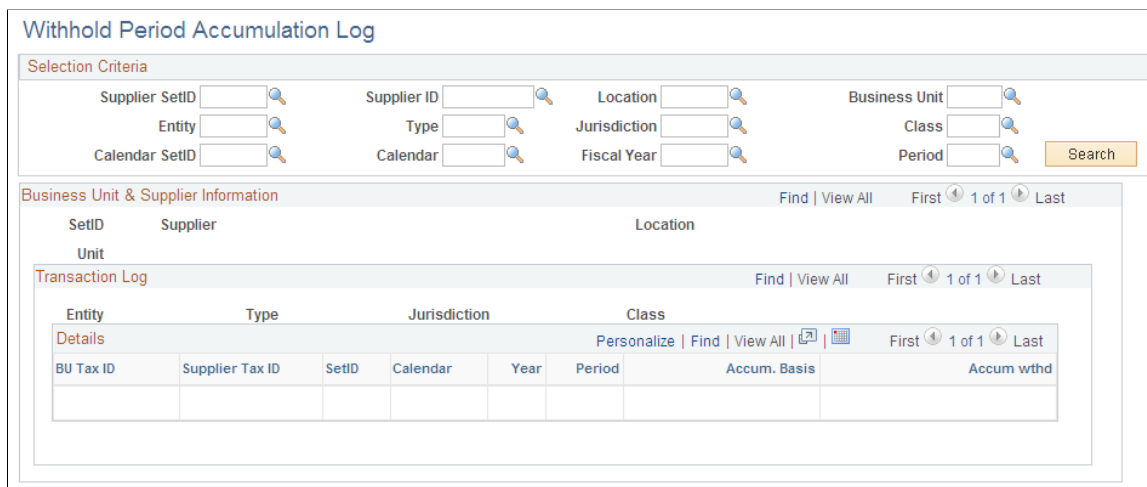 Withhold Period Accumulation Log
Selection Criteria
Supplier SetID Supplier ID Location Business Unit
Entity Type Jurisdiction Class
Calendar SetID Calendar Fiscal Year Period Search
Business Unit & Supplier Information Find | View All First 1 of 1 Last
SetID Supplier Location
Unit
Transaction Log Find | View All First 1 of 1 Last
Entity Type Jurisdiction Class
Details Personalize | Find | View All | | First 1 of 1 Last
BU Tax ID Supplier Tax ID SetID Calendar Year Period Accum. Basis Accum wthd